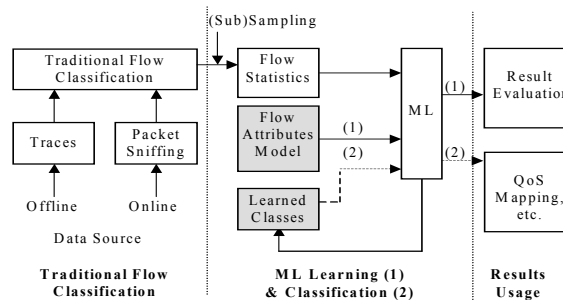 (Sub)Sampling
Traditional Flow
Classification
Flow
Statistics
ML
(1)
Result
Evaluation
Traces
Packet
Sniffing
Flow
Attributes
Model
(1)
(2)
Learned
Classes
(2)
QoS
Mapping,
etc.
Offline
Online
Data Source
Traditional Flow
Classification
ML Learning (1)
& Classification (2)
Results
Usage